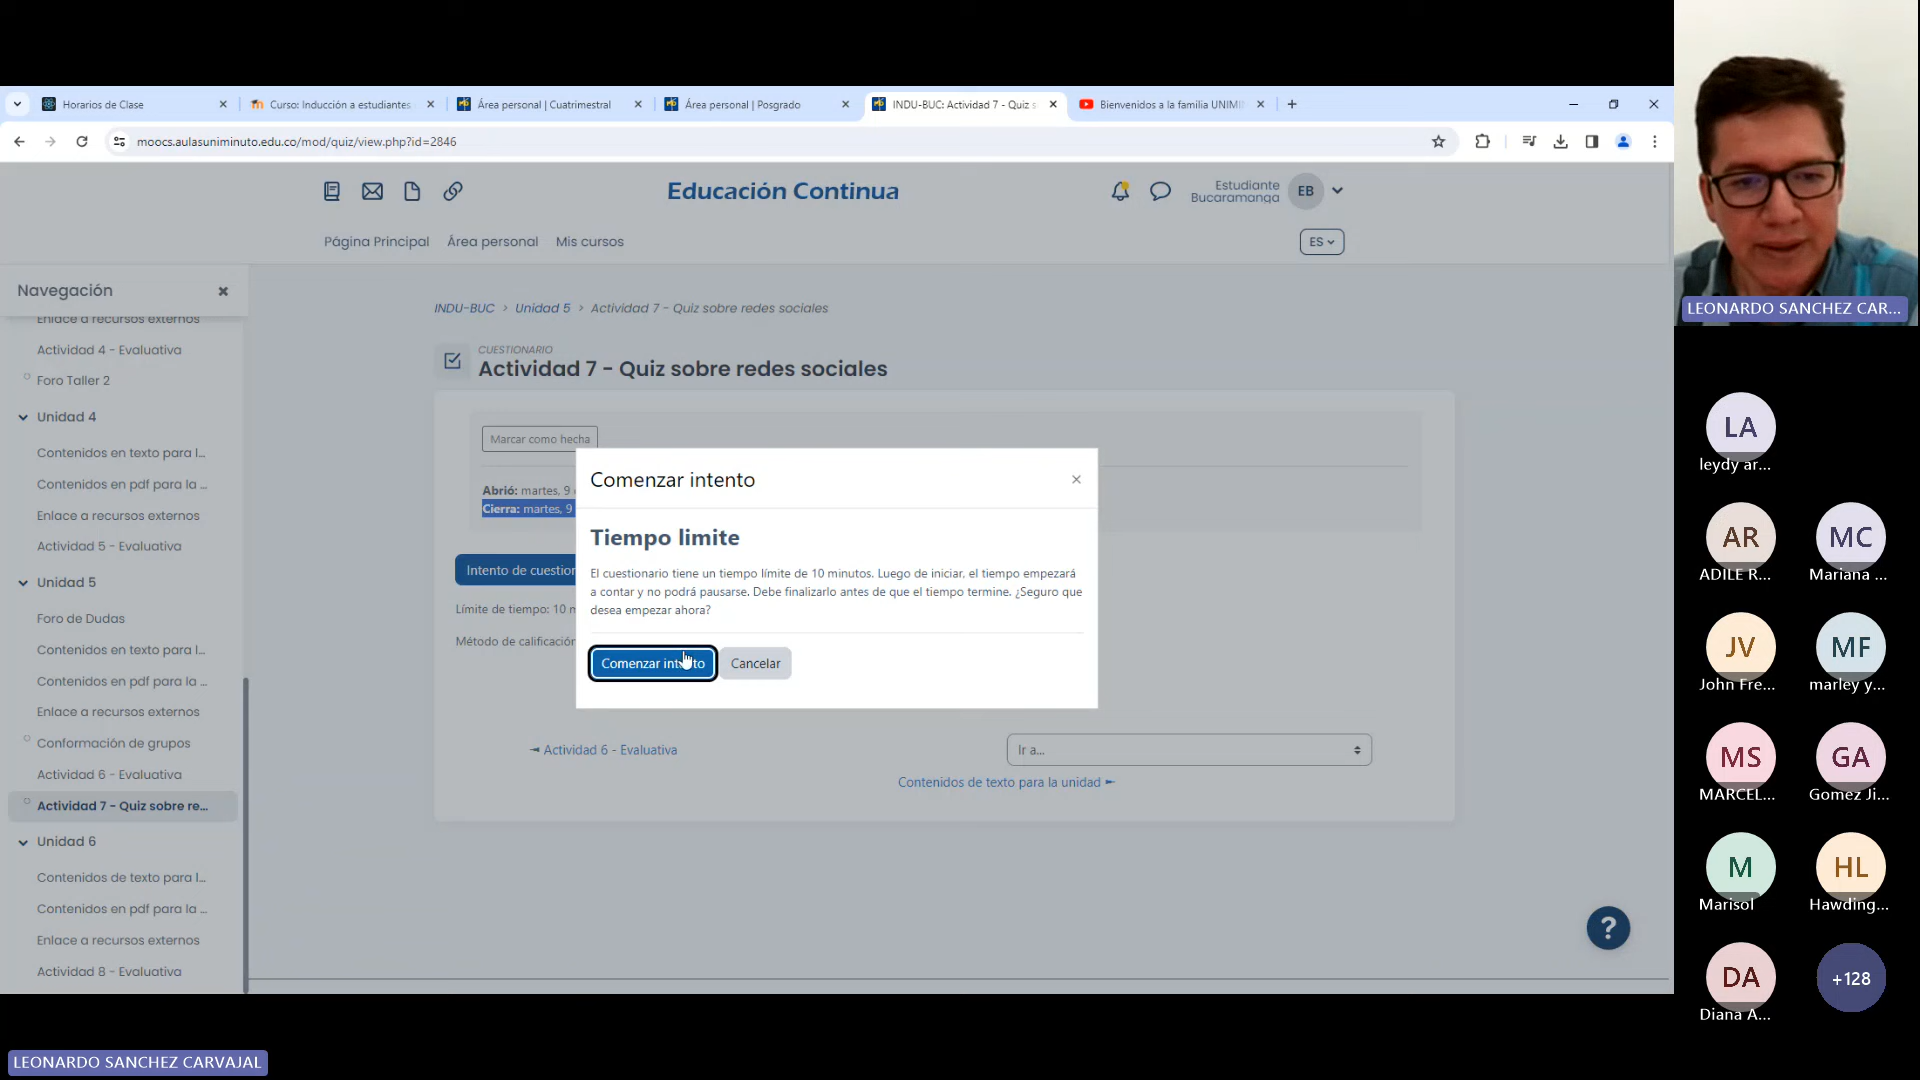 Horarios de Clase
Curso: Inducción a estudiantes
Área personal | Cuatrimestral
Área personal | Posgrado
INDU-BUC: Actividad 7 - Quiz s
Bienvenidos a la familia UNIMI
moocs.aulasuniminuto.edu.co/mod/quiz/view.php?id=2846
Educación Continua
Estudiante
Bucaramanga
EB
Página Principal
Área personal
Mis cursos
ES
Navegación
Enlace a recursos externos
Actividad 4 - Evaluativa
Foro Taller 2
Unidad 4
Contenidos en texto para l...
Contenidos en pdf para la ...
Enlace a recursos externos
Actividad 5 - Evaluativa
Unidad 5
Foro de Dudas
Contenidos en texto para l...
Contenidos en pdf para la ...
Enlace a recursos externos
Conformación de grupos
Actividad 6 - Evaluativa
Actividad 7 - Quiz sobre re...
Unidad 6
Contenidos de texto para l...
Contenidos en pdf para la ...
Enlace a recursos externos
Actividad 8 - Evaluativa
INDU-BUC > Unidad 5 > Actividad 7 - Quiz sobre redes sociales
CUESTIONARIO
Actividad 7 - Quiz sobre redes sociales
Marcar como hecha
Abrió: martes, 9
Cierra: martes, 9
Intento de cuestion
Límite de tiempo: 10 m
Método de calificación
Comenzar intento
×
Tiempo limite
El cuestionario tiene un tiempo límite de 10 minutos. Luego de iniciar, el tiempo empezará
a contar y no podrá pausarse. Debe finalizarlo antes de que el tiempo termine. ¿Seguro que
desea empezar ahora?
Comenzar intento
Cancelar
◄ Actividad 6 - Evaluativa
Ir a...
Contenidos de texto para la unidad ►
?
LEONARDO SANCHEZ CAR...
LA
leydy ar...
AR
ADILE R...
MC
Mariana ...
JV
John Fre...
MF
marley y...
MS
MARCEL...
GA
Gomez Ji...
M
Marisol
HL
Hawding...
DA
Diana A...
+128
LEONARDO SANCHEZ CARVAJAL